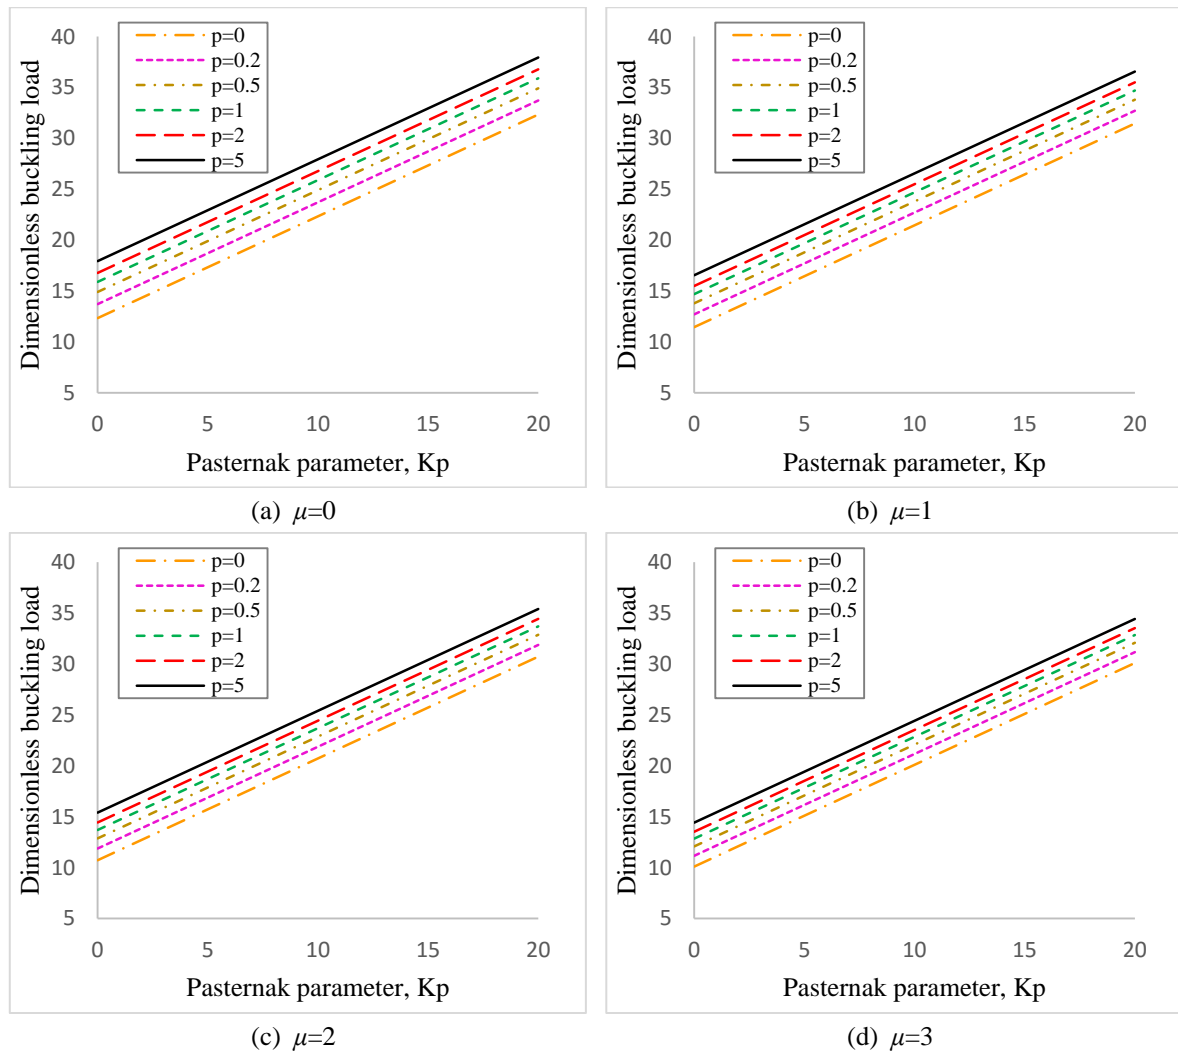 Dimensionless buckling load
40
35
30
25
20
15
10
5
p=0
p=0.2
p=0.5
p=1
p=2
p=5
0 5 10 15 20
Pasternak parameter, Kp
(a) μ=0
Dimensionless buckling load
40
35
30
25
20
15
10
5
p=0
p=0.2
p=0.5
p=1
p=2
p=5
0 5 10 15 20
Pasternak parameter, Kp
(b) μ=1
Dimensionless buckling load
40
35
30
25
20
15
10
5
p=0
p=0.2
p=0.5
p=1
p=2
p=5
0 5 10 15 20
Pasternak parameter, Kp
(c) μ=2
Dimensionless buckling load
40
35
30
25
20
15
10
5
p=0
p=0.2
p=0.5
p=1
p=2
p=5
0 5 10 15 20
Pasternak parameter, Kp
(d) μ=3